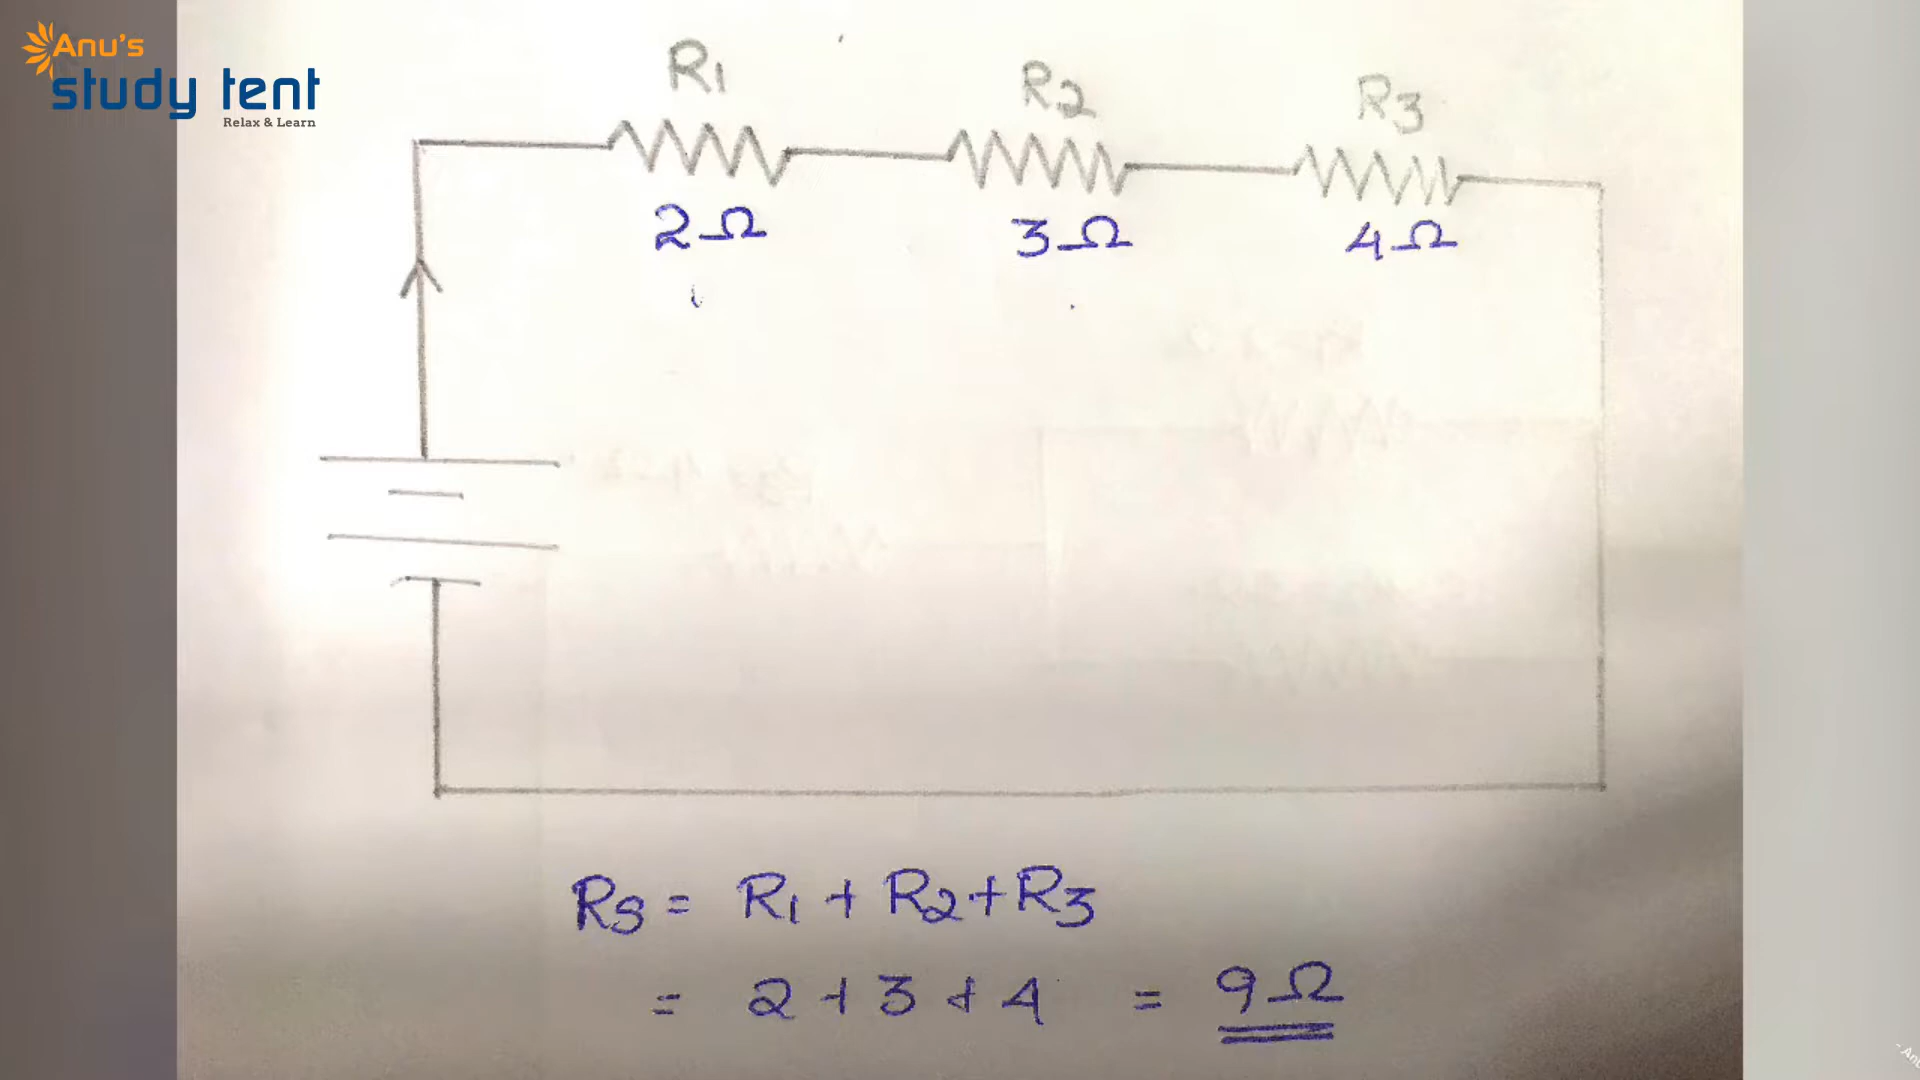 Anu's
study tent
Relax & Learn
R1
R2
R3
2Ω
3Ω
4Ω
RS = R1 + R2 + R3
= 2 + 3 + 4 = 9Ω